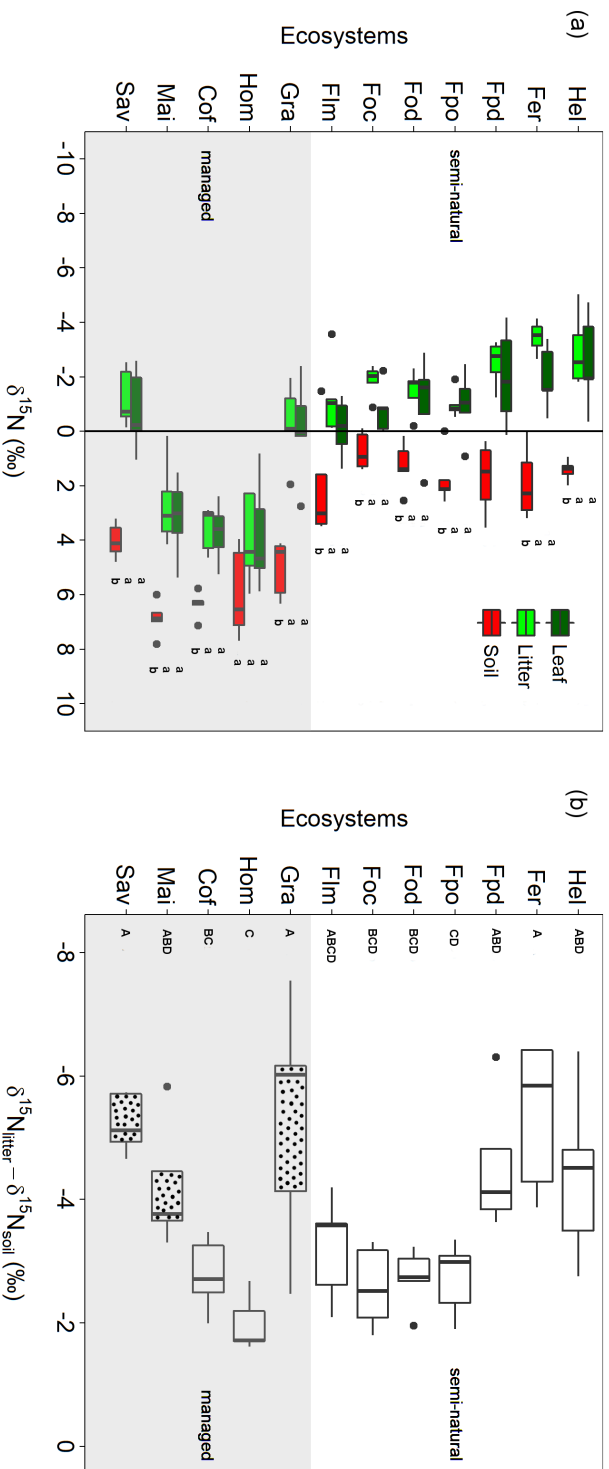 (a)
Ecosystems
Hel
Fer
Fpd
Fpo
Fod
Foc
Flm
Gra
Hom
Cof
Mai
Sav
semi-natural
managed
a
a
b
a
a
b
a
a
b
a
a
b
a
a
b
a
a
b
a
a
b
a
a
a
a
a
b
a
a
b
a
a
b
Leaf
Litter
Soil
-10 -8 -6 -4 -2 0 2 4 6 8 10
δ¹⁵N (‰)
(b)
Ecosystems
Hel
Fer
Fpd
Fpo
Fod
Foc
Flm
Gra
Hom
Cof
Mai
Sav
ABD
A
ABD
CD
BCD
BCD
ABCD
A
C
BC
ABD
A
semi-natural
managed
-8 -6 -4 -2 0
δ¹⁵Nlitter − δ¹⁵Nsoil (‰)